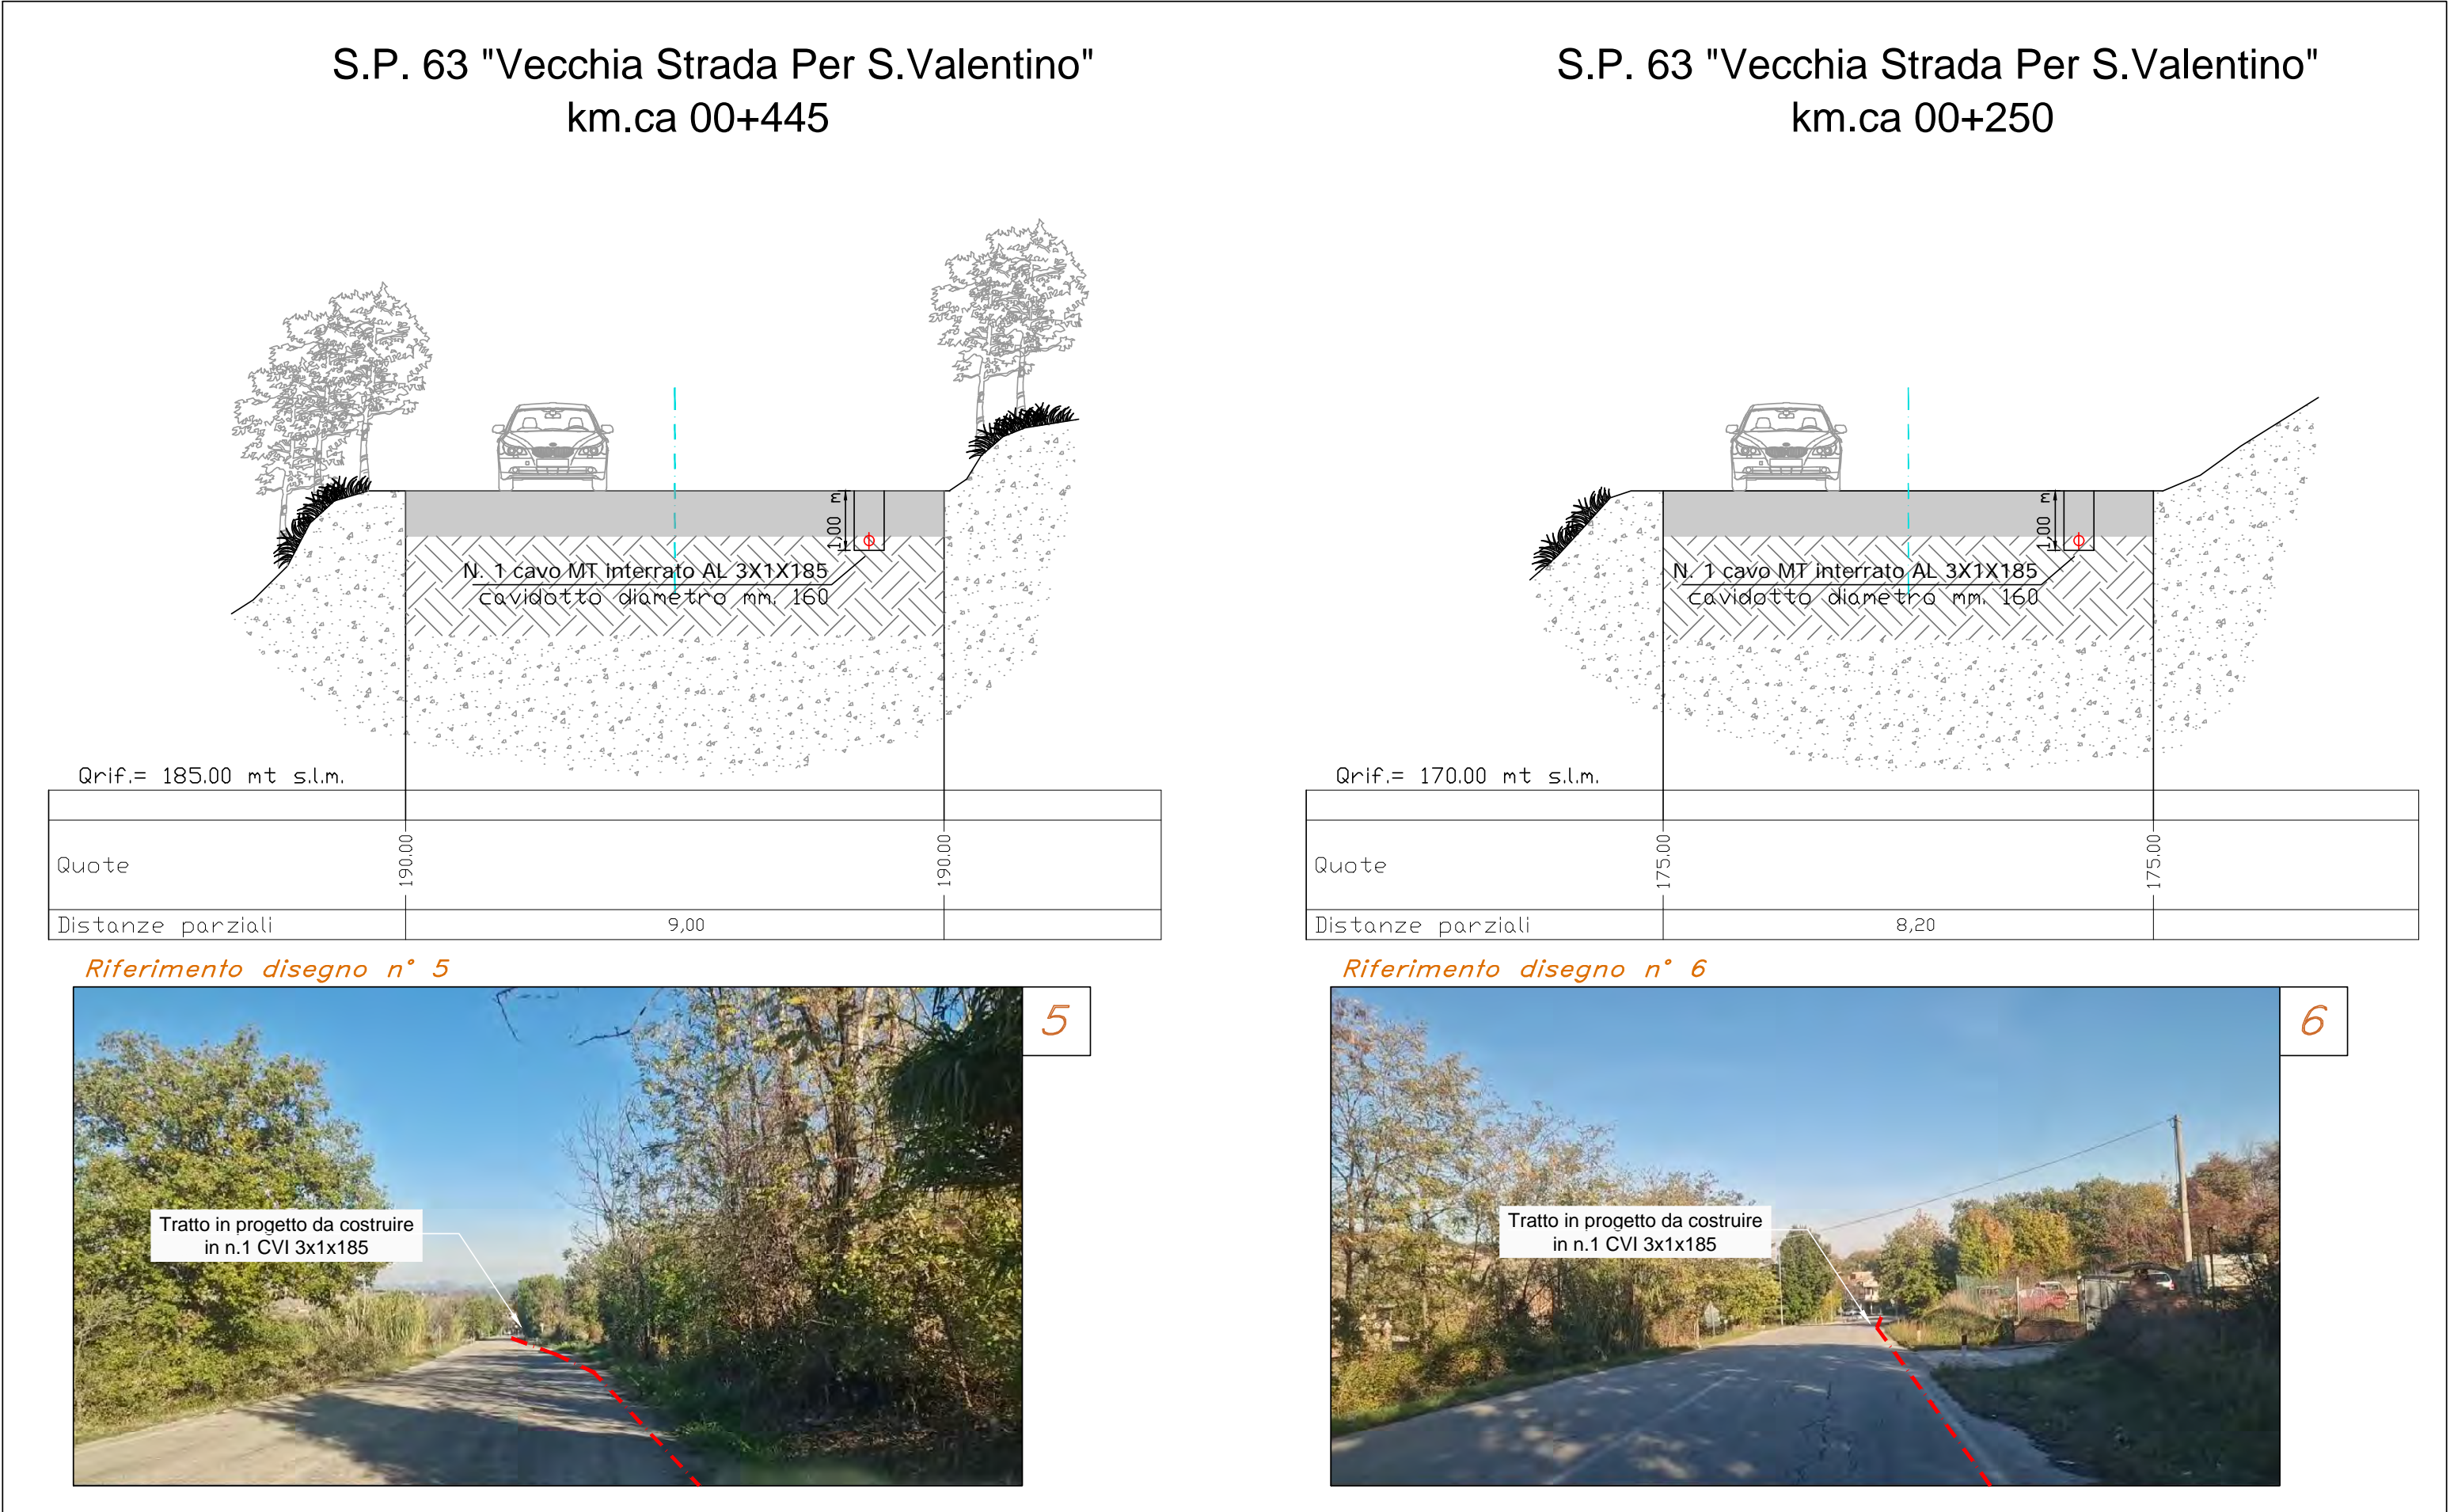 S.P. 63 "Vecchia Strada Per S.Valentino"
km.ca 00+445
1,00 m
N. 1 cavo MT interrato AL 3X1X185
cavidotto diametro mm. 160
Qrif.= 185.00 mt s.l.m.
Quote
190.00
190.00
Distanze parziali
9,00
Riferimento disegno n° 5
5
Tratto in progetto da costruire
in n.1 CVI 3x1x185
S.P. 63 "Vecchia Strada Per S.Valentino"
km.ca 00+250
1,00 m
N. 1 cavo MT interrato AL 3X1X185
cavidotto diametro mm. 160
Qrif.= 170.00 mt s.l.m.
Quote
175.00
175.00
Distanze parziali
8,20
Riferimento disegno n° 6
6
Tratto in progetto da costruire
in n.1 CVI 3x1x185